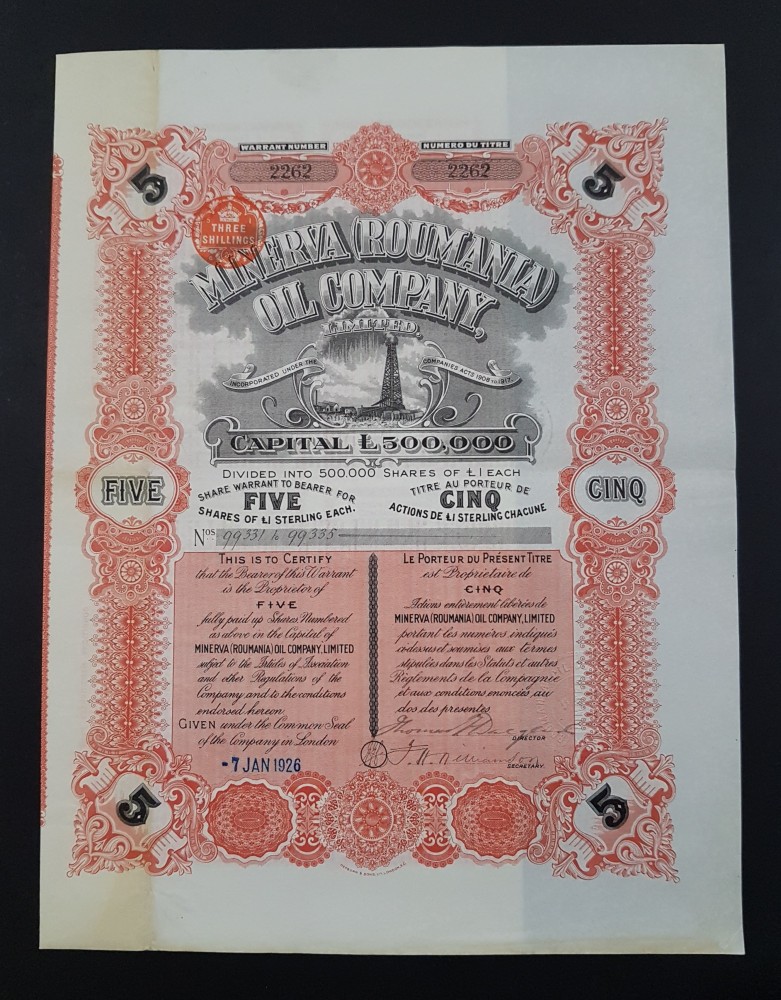 WARRANT NUMBER
2262
NUMERO DU TITRE
2262
5
5
THREE
SHILLINGS
MINERVA (ROUMANIA)
OIL COMPANY,
LIMITED.
INCORPORATED UNDER THE COMPANIES ACTS 1908 TO 1917.
CAPITAL £500,000
DIVIDED INTO 500.000 SHARES OF £1 EACH
SHARE WARRANT TO BEARER FOR
FIVE
SHARES OF £1 STERLING EACH.
TITRE AU PORTEUR DE
CINQ
ACTIONS DE £1 STERLING CHACUNE
FIVE
CINQ
Nos 99331 to 99335
THIS IS TO CERTIFY
that the Bearer of this Warrant
is the Proprietor of
FIVE
fully paid up Shares Numbered
as above in the Capital of
MINERVA (ROUMANIA) OIL COMPANY, LIMITED
subject to the Articles of Association
and other Regulations of the
Company and to the conditions
endorsed hereon
GIVEN under the Common Seal
of the Company in London
-7 JAN 1926
LE PORTEUR DU PRÉSENT TITRE
est Propriétaire de
CINQ
Actions entièrement libérées de
MINERVA (ROUMANIA) OIL COMPANY, LIMITED
portant les numéros indiqués
ci-dessus et soumises aux termes
stipulées dans les Statuts et autres
Règlements de la Compagnie
et aux conditions enoncées au
dos des présentes
Thomas
DIRECTOR
SECRETARY.
5
5